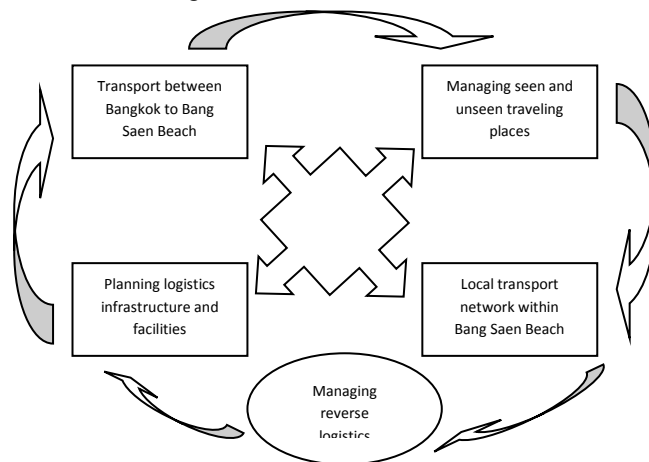 Transport between
Bangkok to Bang
Saen Beach
Managing seen and
unseen traveling
places
Planning logistics
infrastructure and
facilities
Local transport
network within
Bang Saen Beach
Managing
reverse
logistics